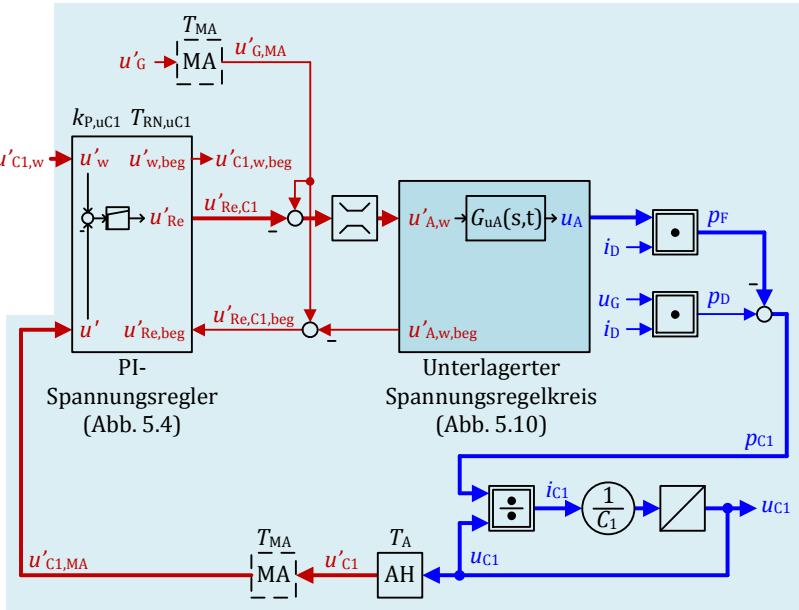 T_MA
u'_G MA u'_G,MA
k_P,uC1 T_RN,uC1
u'_C1,w u'_w u'_w,beg u'_C1,w,beg
u'_Re u'_Re,C1 u'_A,w G_uA(s,t) u_A p_F
i_D
u_G p_D
i_D
u' u'_Re,beg u'_Re,C1,beg u'_A,w,beg
PI-
Spannungsregler
(Abb. 5.4)
Unterlagerter
Spannungsregelkreis
(Abb. 5.10)
p_C1
i_C1 1/C_1 u_C1
u_C1
T_MA T_A
u'_C1,MA MA u'_C1 AH